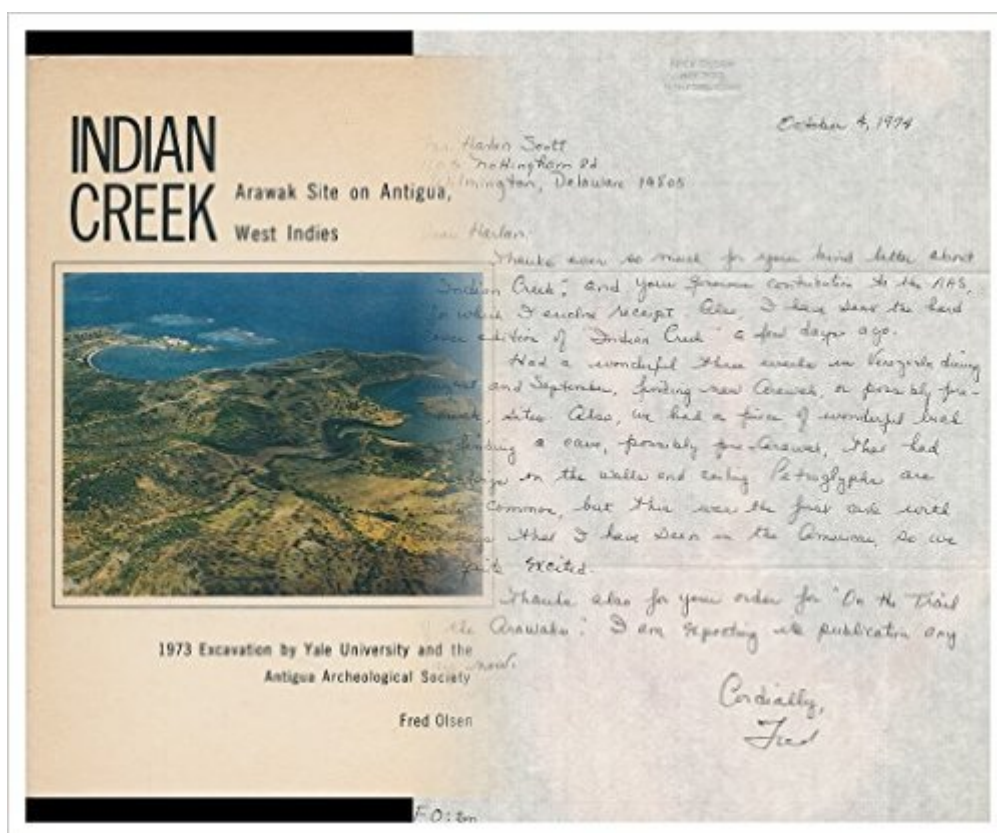 INDIAN
CREEK
Arawak Site on Antigua,
West Indies
1973 Excavation by Yale University and the
Antigua Archeological Society
Fred Olsen
October 4, 1974
Harlan Scott
Nottingham Rd
Wilmington, Delaware 19805
Dear Harlan:
Thanks ever so much for your kind letter about
"Indian Creek", and your generous contribution to the AAS,
for which I enclose receipt. Also, I have sent the hard
cover edition of "Indian Creek" a few days ago.
Had a wonderful three weeks in Venezuela during
August and September, finding new Arawak, or possibly pre-
Arawak, sites. Also, we had a piece of wonderful luck
finding a cave, possibly pre-Arawak, that had
on the walls and ceiling. Petroglyphs are
common, but this was the first cave with
that I have seen in the Americas, so we
quite excited.
Thanks also for your order for "On the Trail
of the Arawaks." I am expecting its publication any
now.
Cordially,
Fred
FO:em